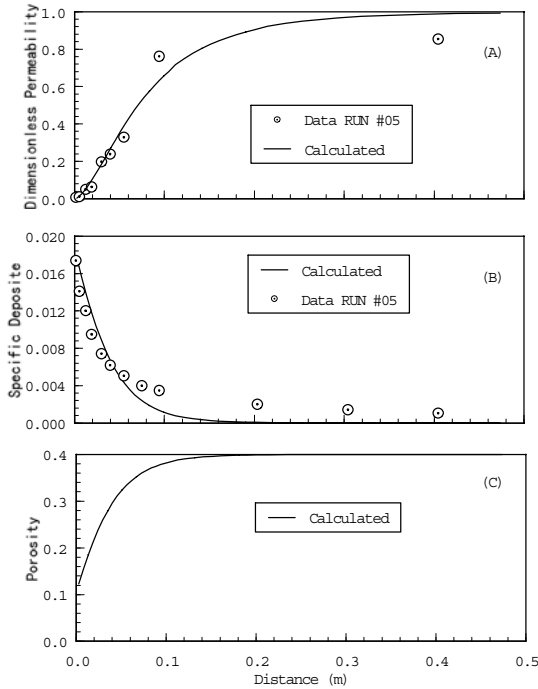 Dimensionless Permeability
1.0
0.8
0.6
0.4
0.2
0.0
(A)
Data RUN #05
Calculated
Specific Deposite
0.020
0.016
0.012
0.008
0.004
0.000
(B)
Calculated
Data RUN #05
Porosity
0.4
0.3
0.2
0.1
0.0
(C)
Calculated
0.0 0.1 0.2 0.3 0.4 0.5
Distance (m)